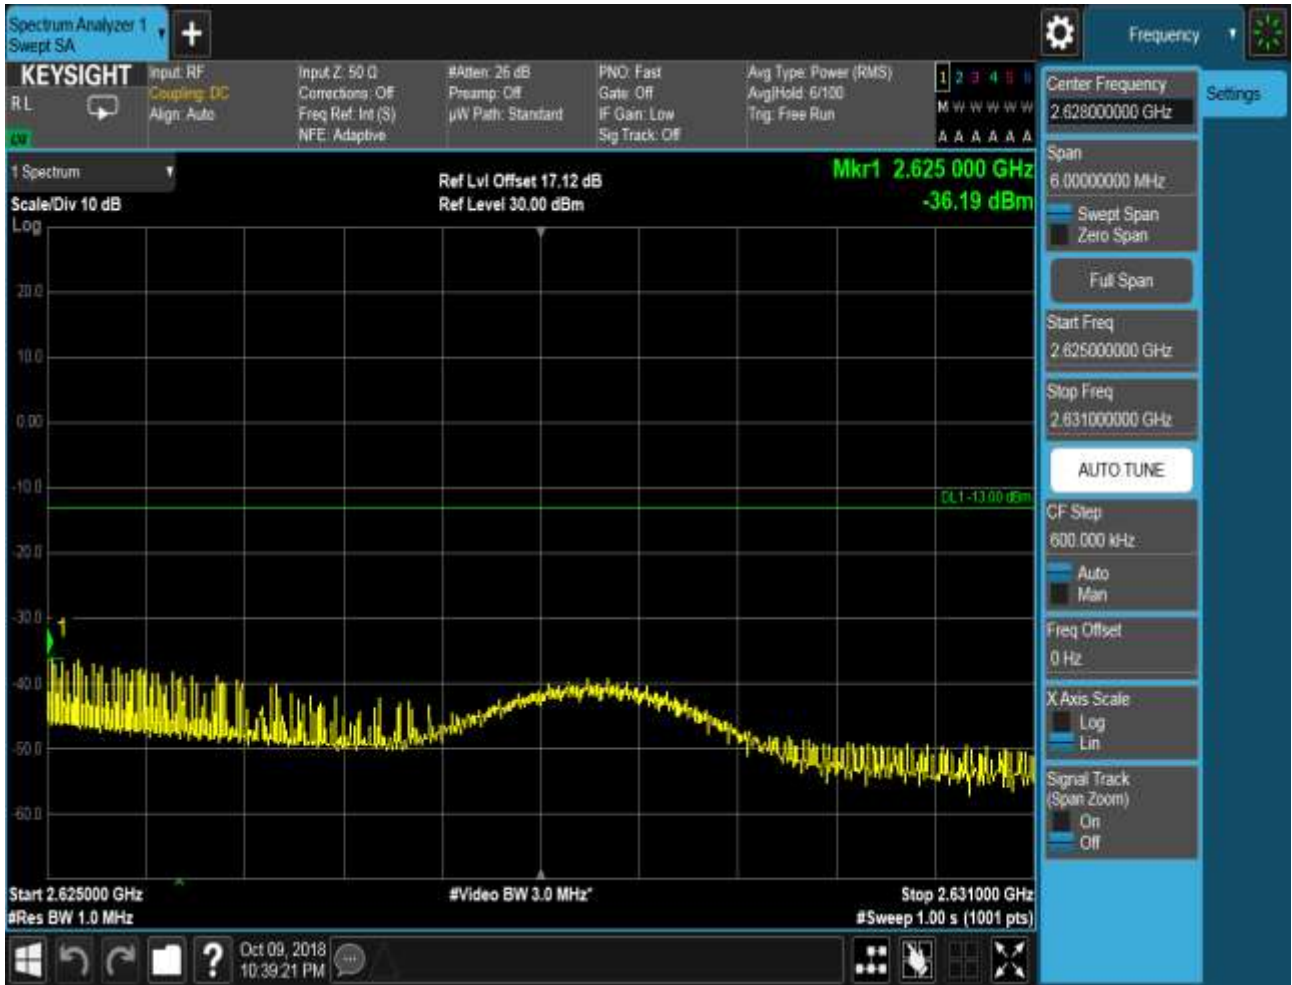 Spectrum Analyzer 1
Swept SA
Frequency
KEYSIGHT
R L
Input: RF
Coupling: DC
Align: Auto
Input Z: 50 Ω
Corrections: Off
Freq Ref: Int (S)
NFE: Adaptive
#Atten: 26 dB
Preamp: Off
µW Path: Standard
PNO: Fast
Gate: Off
IF Gain: Low
Sig Track: Off
Avg Type: Power (RMS)
Avg|Hold: 6/100
Trig: Free Run
1 2 3 4 5 6
M W W W W W
A A A A A A
1 Spectrum
Scale/Div 10 dB
Log
Ref Lvl Offset 17.12 dB
Ref Level 30.00 dBm
Mkr1 2.625 000 GHz
-36.19 dBm
20.0
10.0
0.00
-10.0
DL1 -13.00 dBm
-20.0
-30.0
1
-40.0
-50.0
-60.0
Start 2.625000 GHz
#Res BW 1.0 MHz
#Video BW 3.0 MHz*
Stop 2.631000 GHz
#Sweep 1.00 s (1001 pts)
Center Frequency
2.628000000 GHz
Settings
Span
6.00000000 MHz
Swept Span
Zero Span
Full Span
Start Freq
2.625000000 GHz
Stop Freq
2.631000000 GHz
AUTO TUNE
CF Step
600.000 kHz
Auto
Man
Freq Offset
0 Hz
X Axis Scale
Log
Lin
Signal Track
(Span Zoom)
On
Off
?
Oct 09, 2018
10:39:21 PM